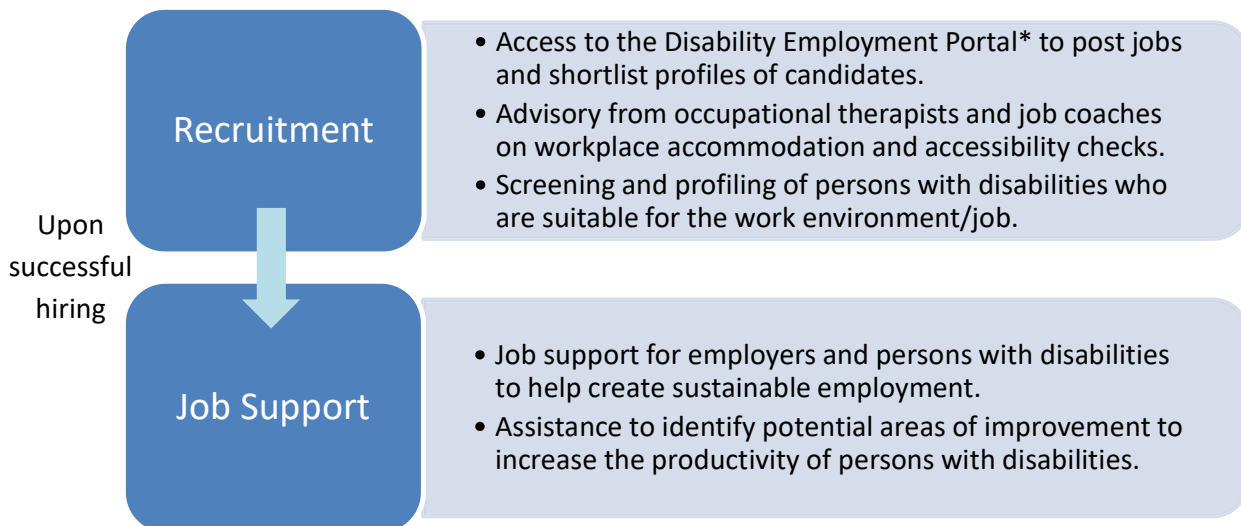 Recruitment
• Access to the Disability Employment Portal* to post jobs
and shortlist profiles of candidates.
• Advisory from occupational therapists and job coaches
on workplace accommodation and accessibility checks.
• Screening and profiling of persons with disabilities who
are suitable for the work environment/job.
Upon
successful
hiring
Job Support
• Job support for employers and persons with disabilities
to help create sustainable employment.
• Assistance to identify potential areas of improvement to
increase the productivity of persons with disabilities.